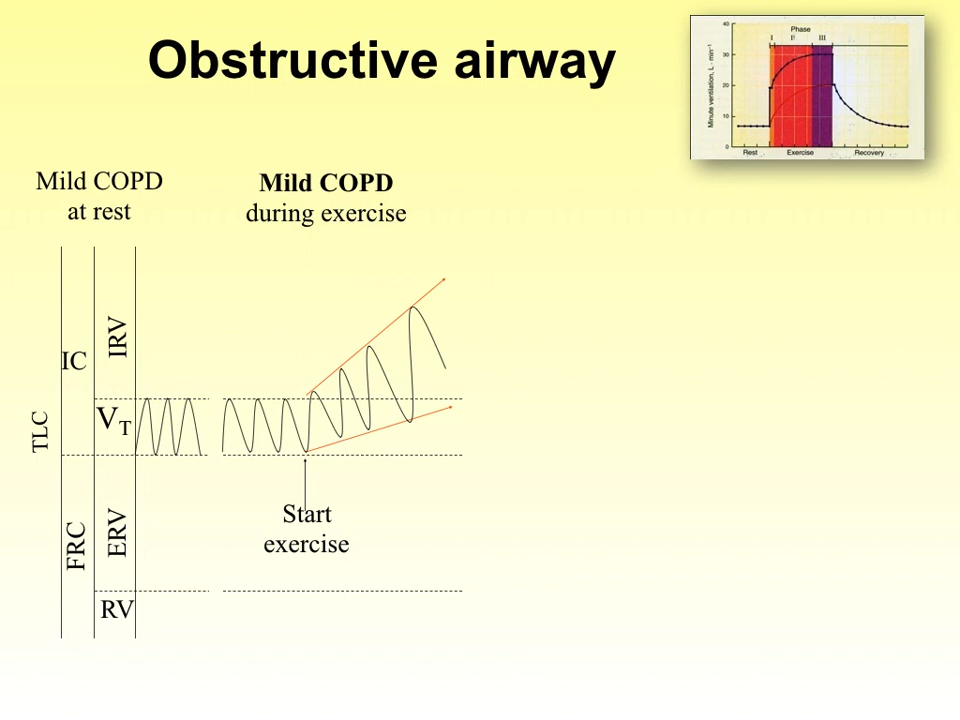 Obstructive airway
Phase
I II III
Minute ventilation, L · min⁻¹
40
30
20
10
0
Rest Exercise Recovery
Mild COPD
at rest
Mild COPD
during exercise
TLC
IC
IRV
VT
FRC
ERV
RV
Start
exercise